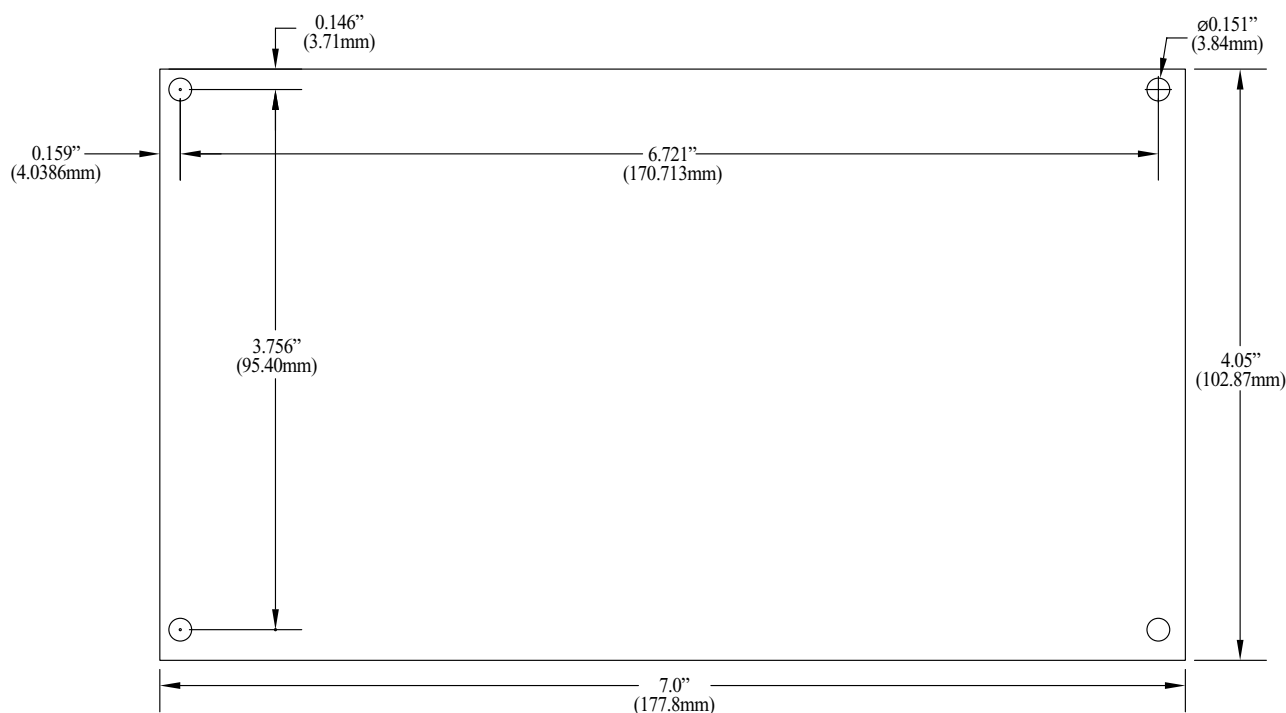 0.146”
(3.71mm)
ø0.151”
(3.84mm)
0.159”
(4.0386mm)
6.721”
(170.713mm)
3.756”
(95.40mm)
4.05”
(102.87mm)
7.0”
(177.8mm)